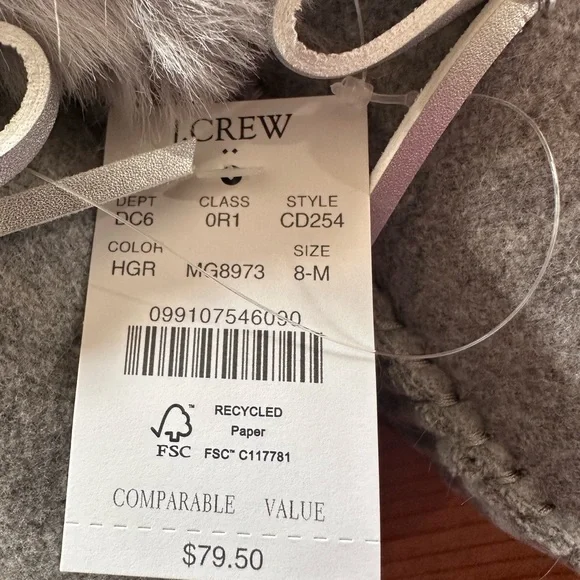 J.CREW
DEPT CLASS STYLE
DC6 0R1 CD254
COLOR SIZE
HGR MG8973 8-M
099107546090
RECYCLED
Paper
FSC FSC™ C117781
COMPARABLE VALUE
$79.50